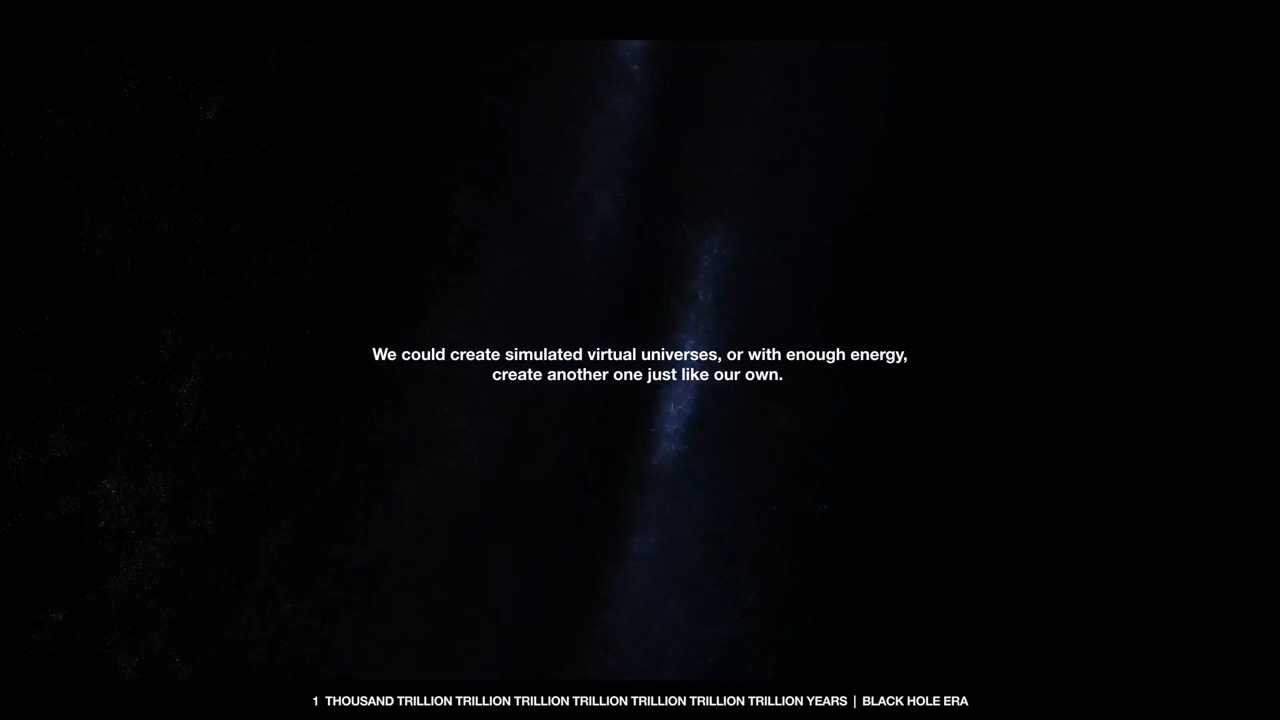 We could create simulated virtual universes, or with enough energy,
create another one just like our own.
1 THOUSAND TRILLION TRILLION TRILLION TRILLION TRILLION TRILLION TRILLION YEARS | BLACK HOLE ERA